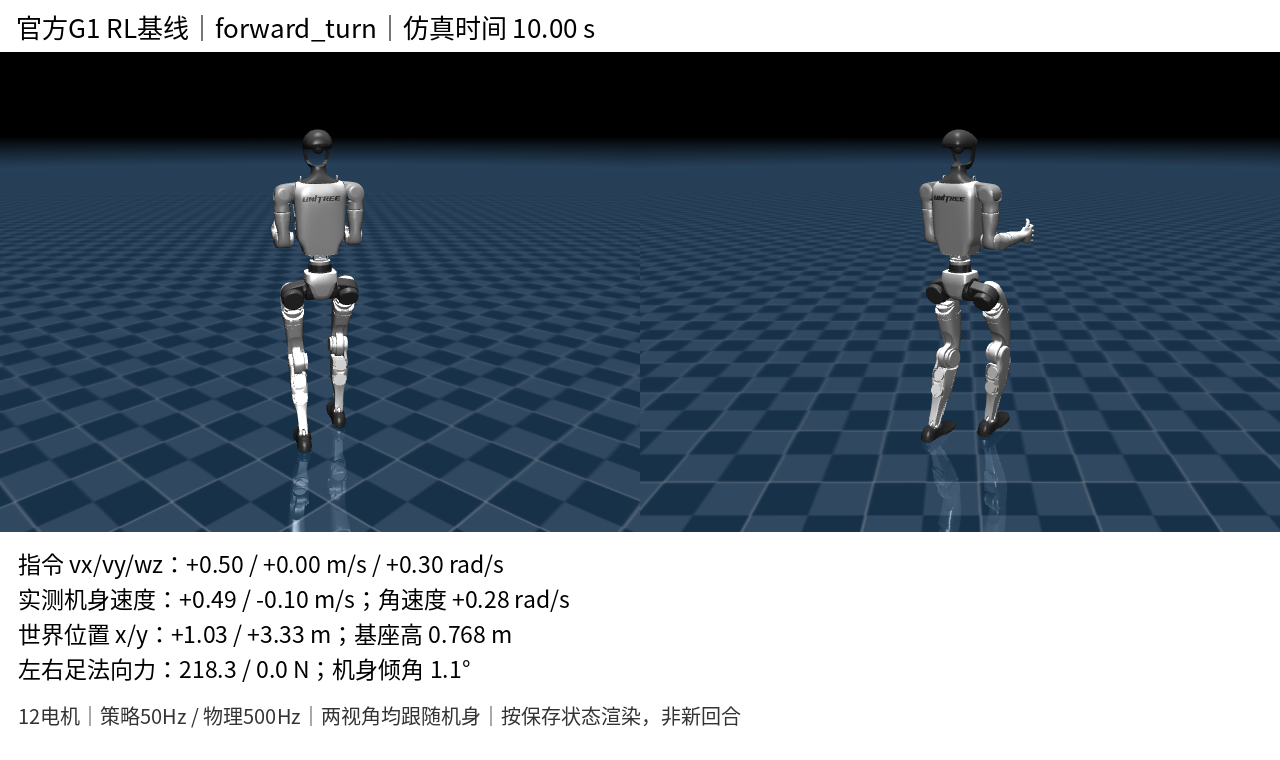 官方G1 RL基线｜forward_turn｜仿真时间 10.00 s
UNITREE
UNITREE
指令 vx/vy/wz：+0.50 / +0.00 m/s / +0.30 rad/s
实测机身速度：+0.49 / -0.10 m/s；角速度 +0.28 rad/s
世界位置 x/y：+1.03 / +3.33 m；基座高 0.768 m
左右足法向力：218.3 / 0.0 N；机身倾角 1.1°
12电机｜策略50Hz / 物理500Hz｜两视角均跟随机身｜按保存状态渲染，非新回合